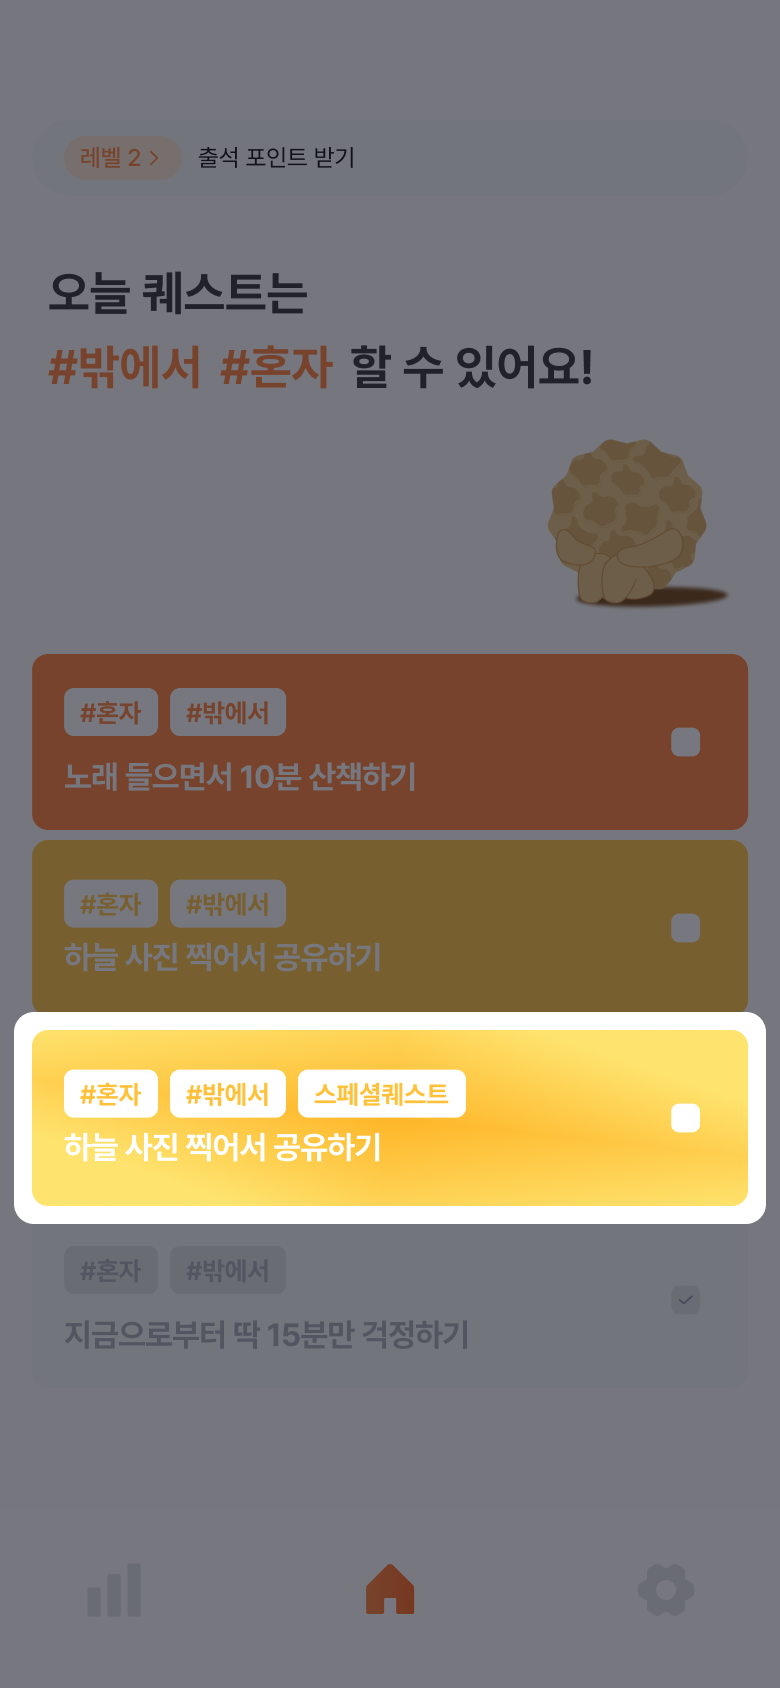 레벨 2 > 출석 포인트 받기
오늘 퀘스트는
#밖에서 #혼자 할 수 있어요!
#혼자 #밖에서
노래 들으면서 10분 산책하기
#혼자 #밖에서
하늘 사진 찍어서 공유하기
#혼자 #밖에서 스페셜퀘스트
하늘 사진 찍어서 공유하기
#혼자 #밖에서
지금으로부터 딱 15분만 걱정하기